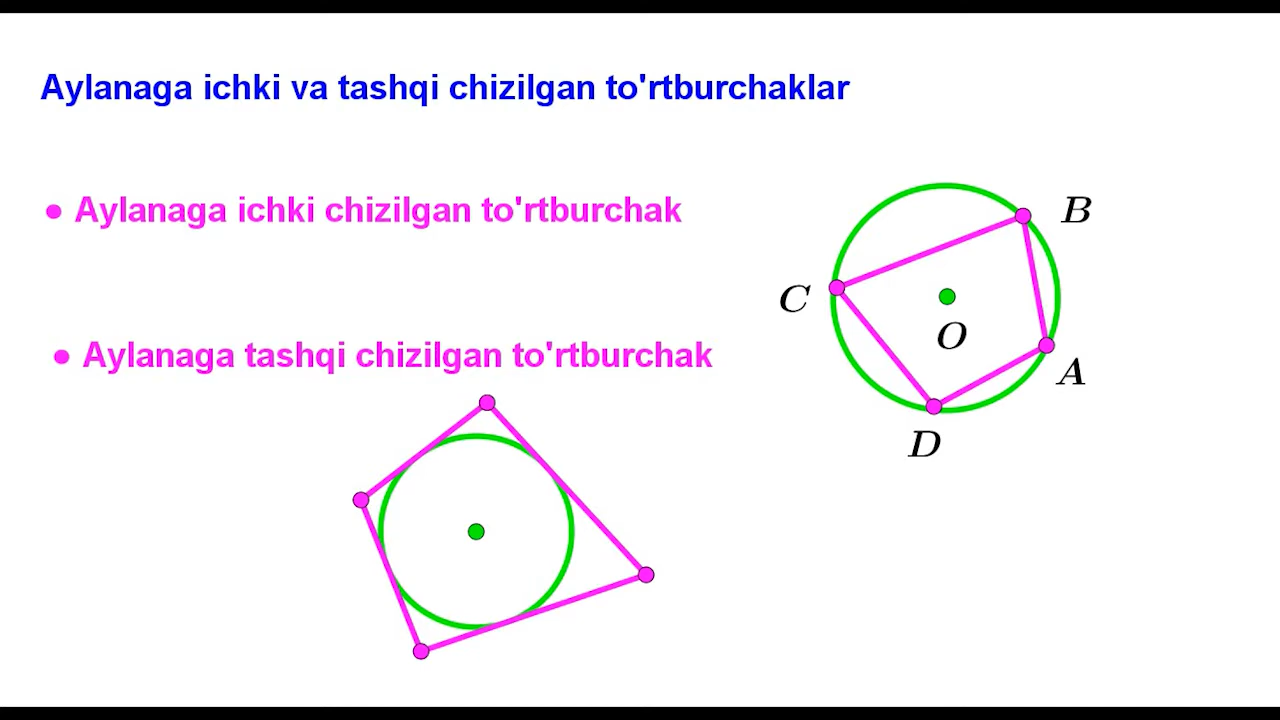 Aylanaga ichki va tashqi chizilgan to'rtburchaklar
● Aylanaga ichki chizilgan to'rtburchak
B
C
O
● Aylanaga tashqi chizilgan to'rtburchak
A
D